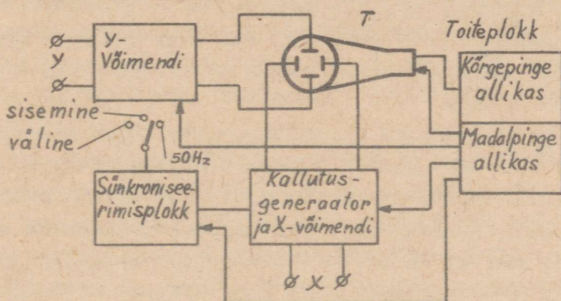 Y
Y-
Võimendi
T
Toiteplokk
Kõrgepinge
allikas
Madalpinge
allikas
sisemine
väline
50Hz
Sünkronisee-
rimisplokk
Kallutus-
generaator
ja X-võimendi
X